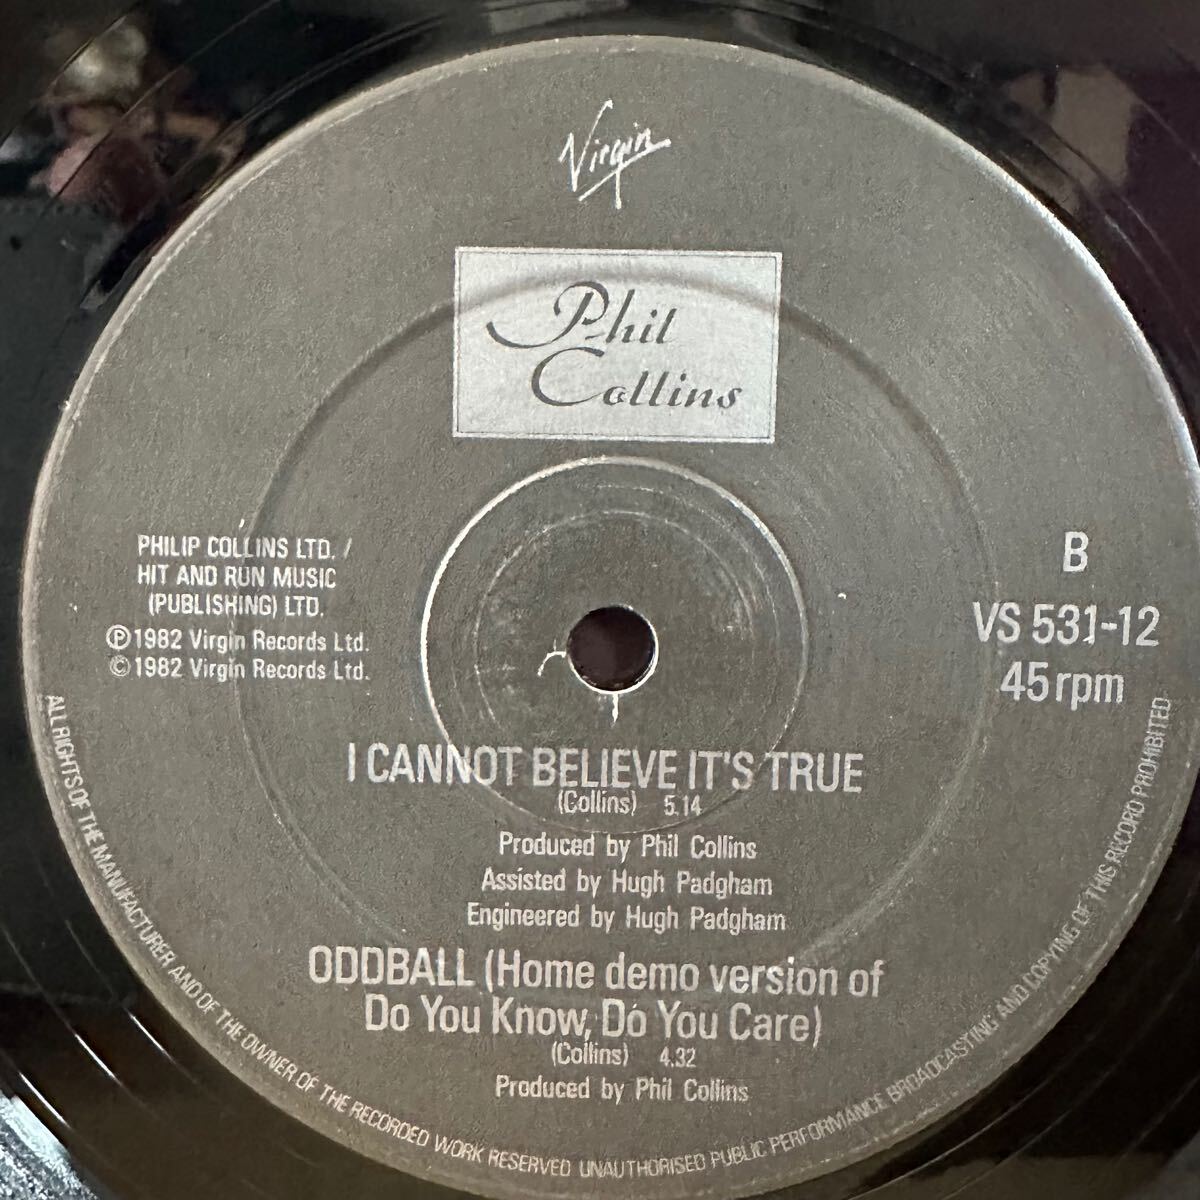 Virgin
Phil
Collins
PHILIP COLLINS LTD. /
HIT AND RUN MUSIC
(PUBLISHING) LTD.
℗ 1982 Virgin Records Ltd.
© 1982 Virgin Records Ltd.
B
VS 531-12
45 rpm
I CANNOT BELIEVE IT'S TRUE
(Collins) 5.14
Produced by Phil Collins
Assisted by Hugh Padgham
Engineered by Hugh Padgham
ODDBALL (Home demo version of
Do You Know, Do You Care)
(Collins) 4.32
Produced by Phil Collins
ALL RIGHTS OF THE MANUFACTURER AND OF THE OWNER OF THE RECORDED WORK RESERVED UNAUTHORISED PUBLIC PERFORMANCE BROADCASTING AND COPYING OF THIS RECORD PROHIBITED